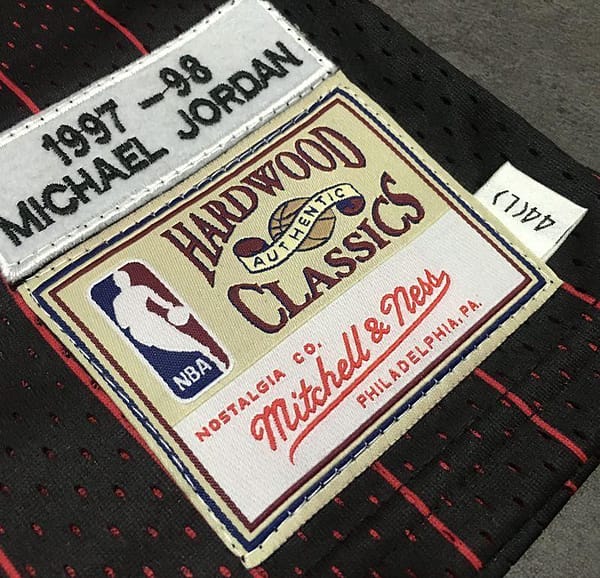 1997-98
MICHAEL JORDAN
HARDWOOD
AUTHENTIC
CLASSICS
NBA
NOSTALGIA CO.
Mitchell & Ness
PHILADELPHIA, PA.
44(L)